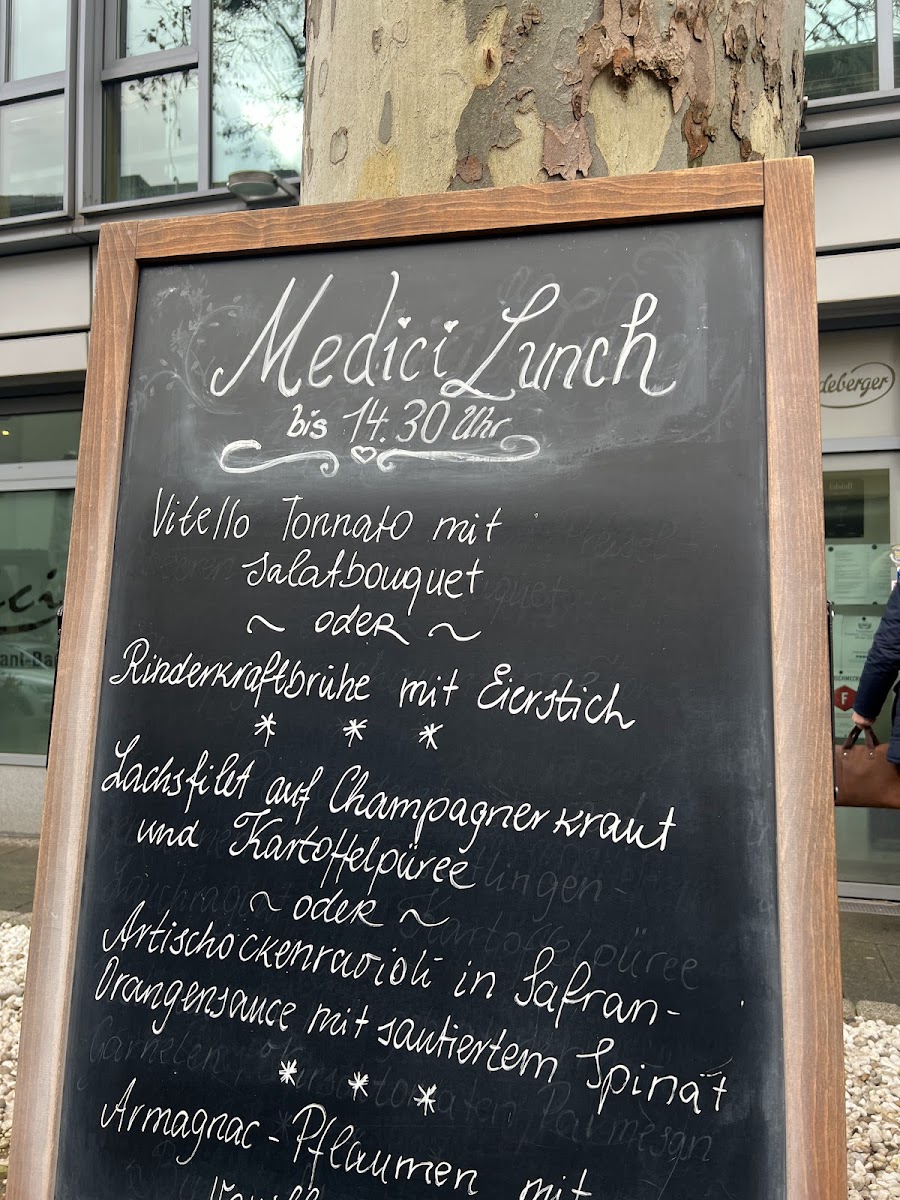 Medici Lunch
bis 14.30 Uhr
Vitello Tonnato mit
Salatbouquet
~ oder ~
Rinderkraftbrühe mit Eierstich
* * *
Lachsfilet auf Champagnerkraut
und Kartoffelpüree
~ oder ~
Artischockenravioli in Safran-
Orangensauce mit sautiertem Spinat
* * *
Armagnac-Pflaumen mit
deberger